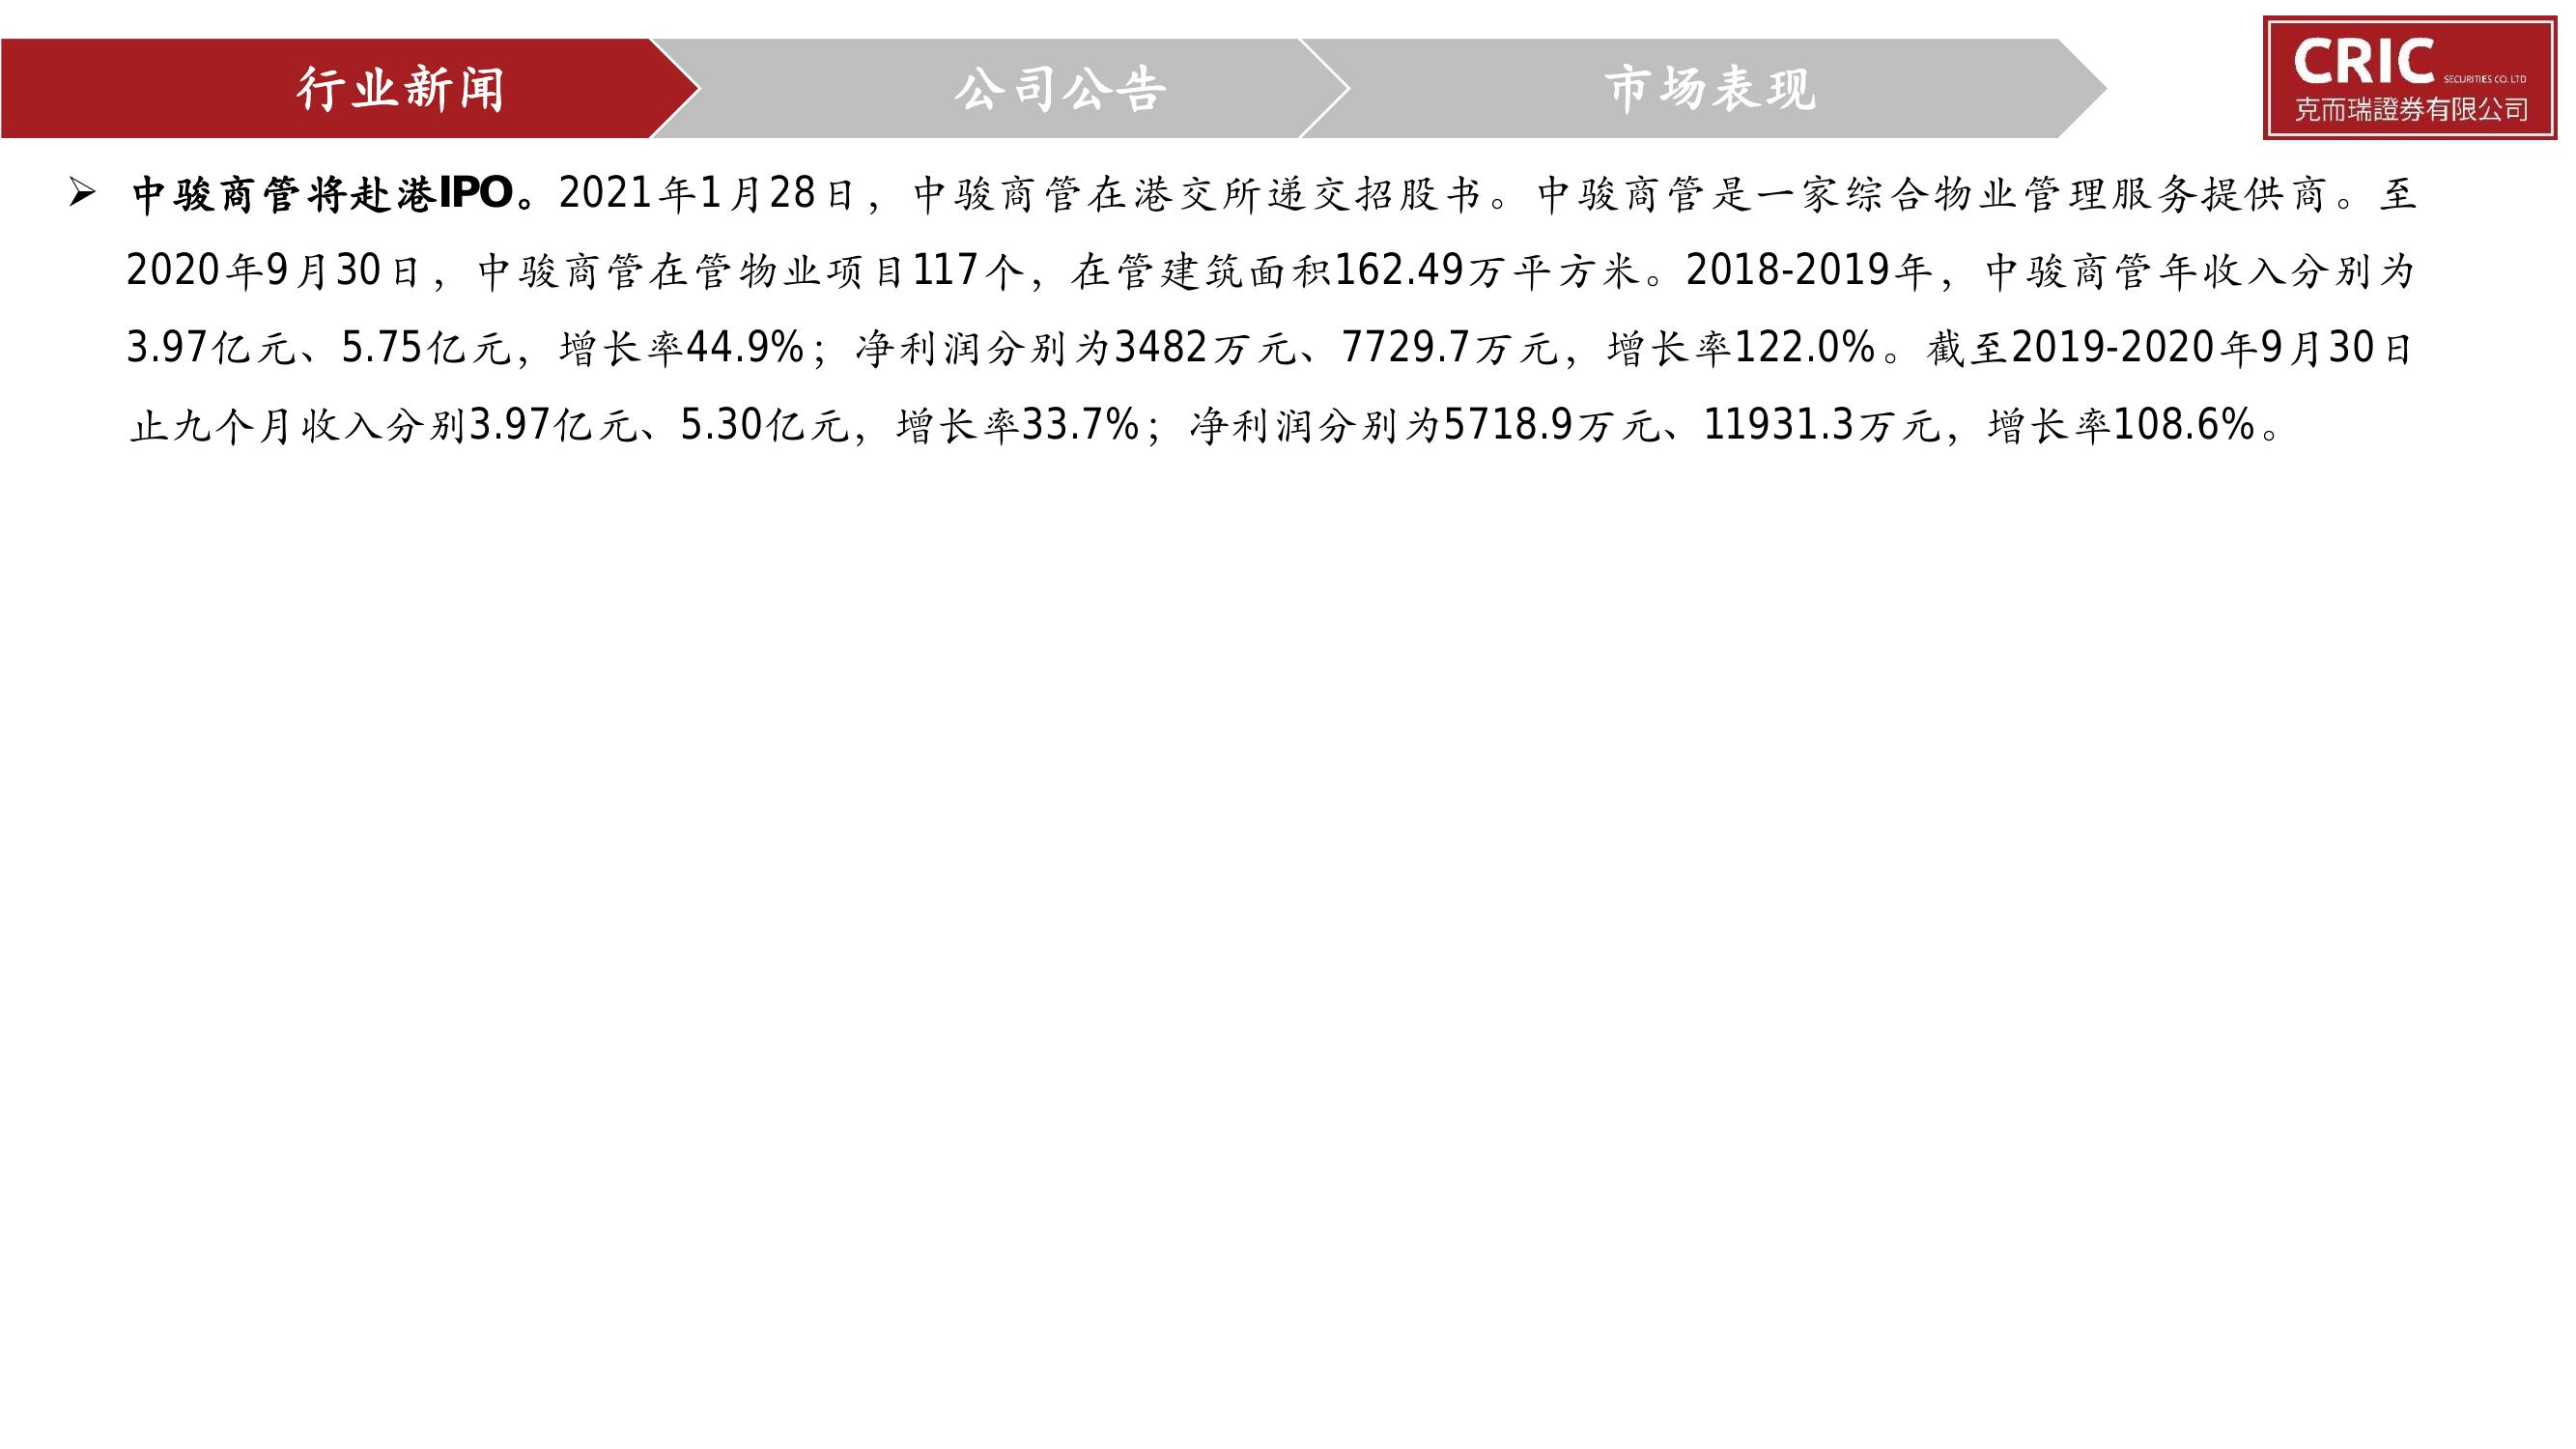 行业新闻
公司公告
市场表现
CRIC SECURITIES CO. LTD
克而瑞證券有限公司
➢ 中骏商管将赴港IPO。2021年1月28日，中骏商管在港交所递交招股书。中骏商管是一家综合物业管理服务提供商。至
2020年9月30日，中骏商管在管物业项目117个，在管建筑面积162.49万平方米。2018-2019年，中骏商管年收入分别为
3.97亿元、5.75亿元，增长率44.9%；净利润分别为3482万元、7729.7万元，增长率122.0%。截至2019-2020年9月30日
止九个月收入分别3.97亿元、5.30亿元，增长率33.7%；净利润分别为5718.9万元、11931.3万元，增长率108.6%。